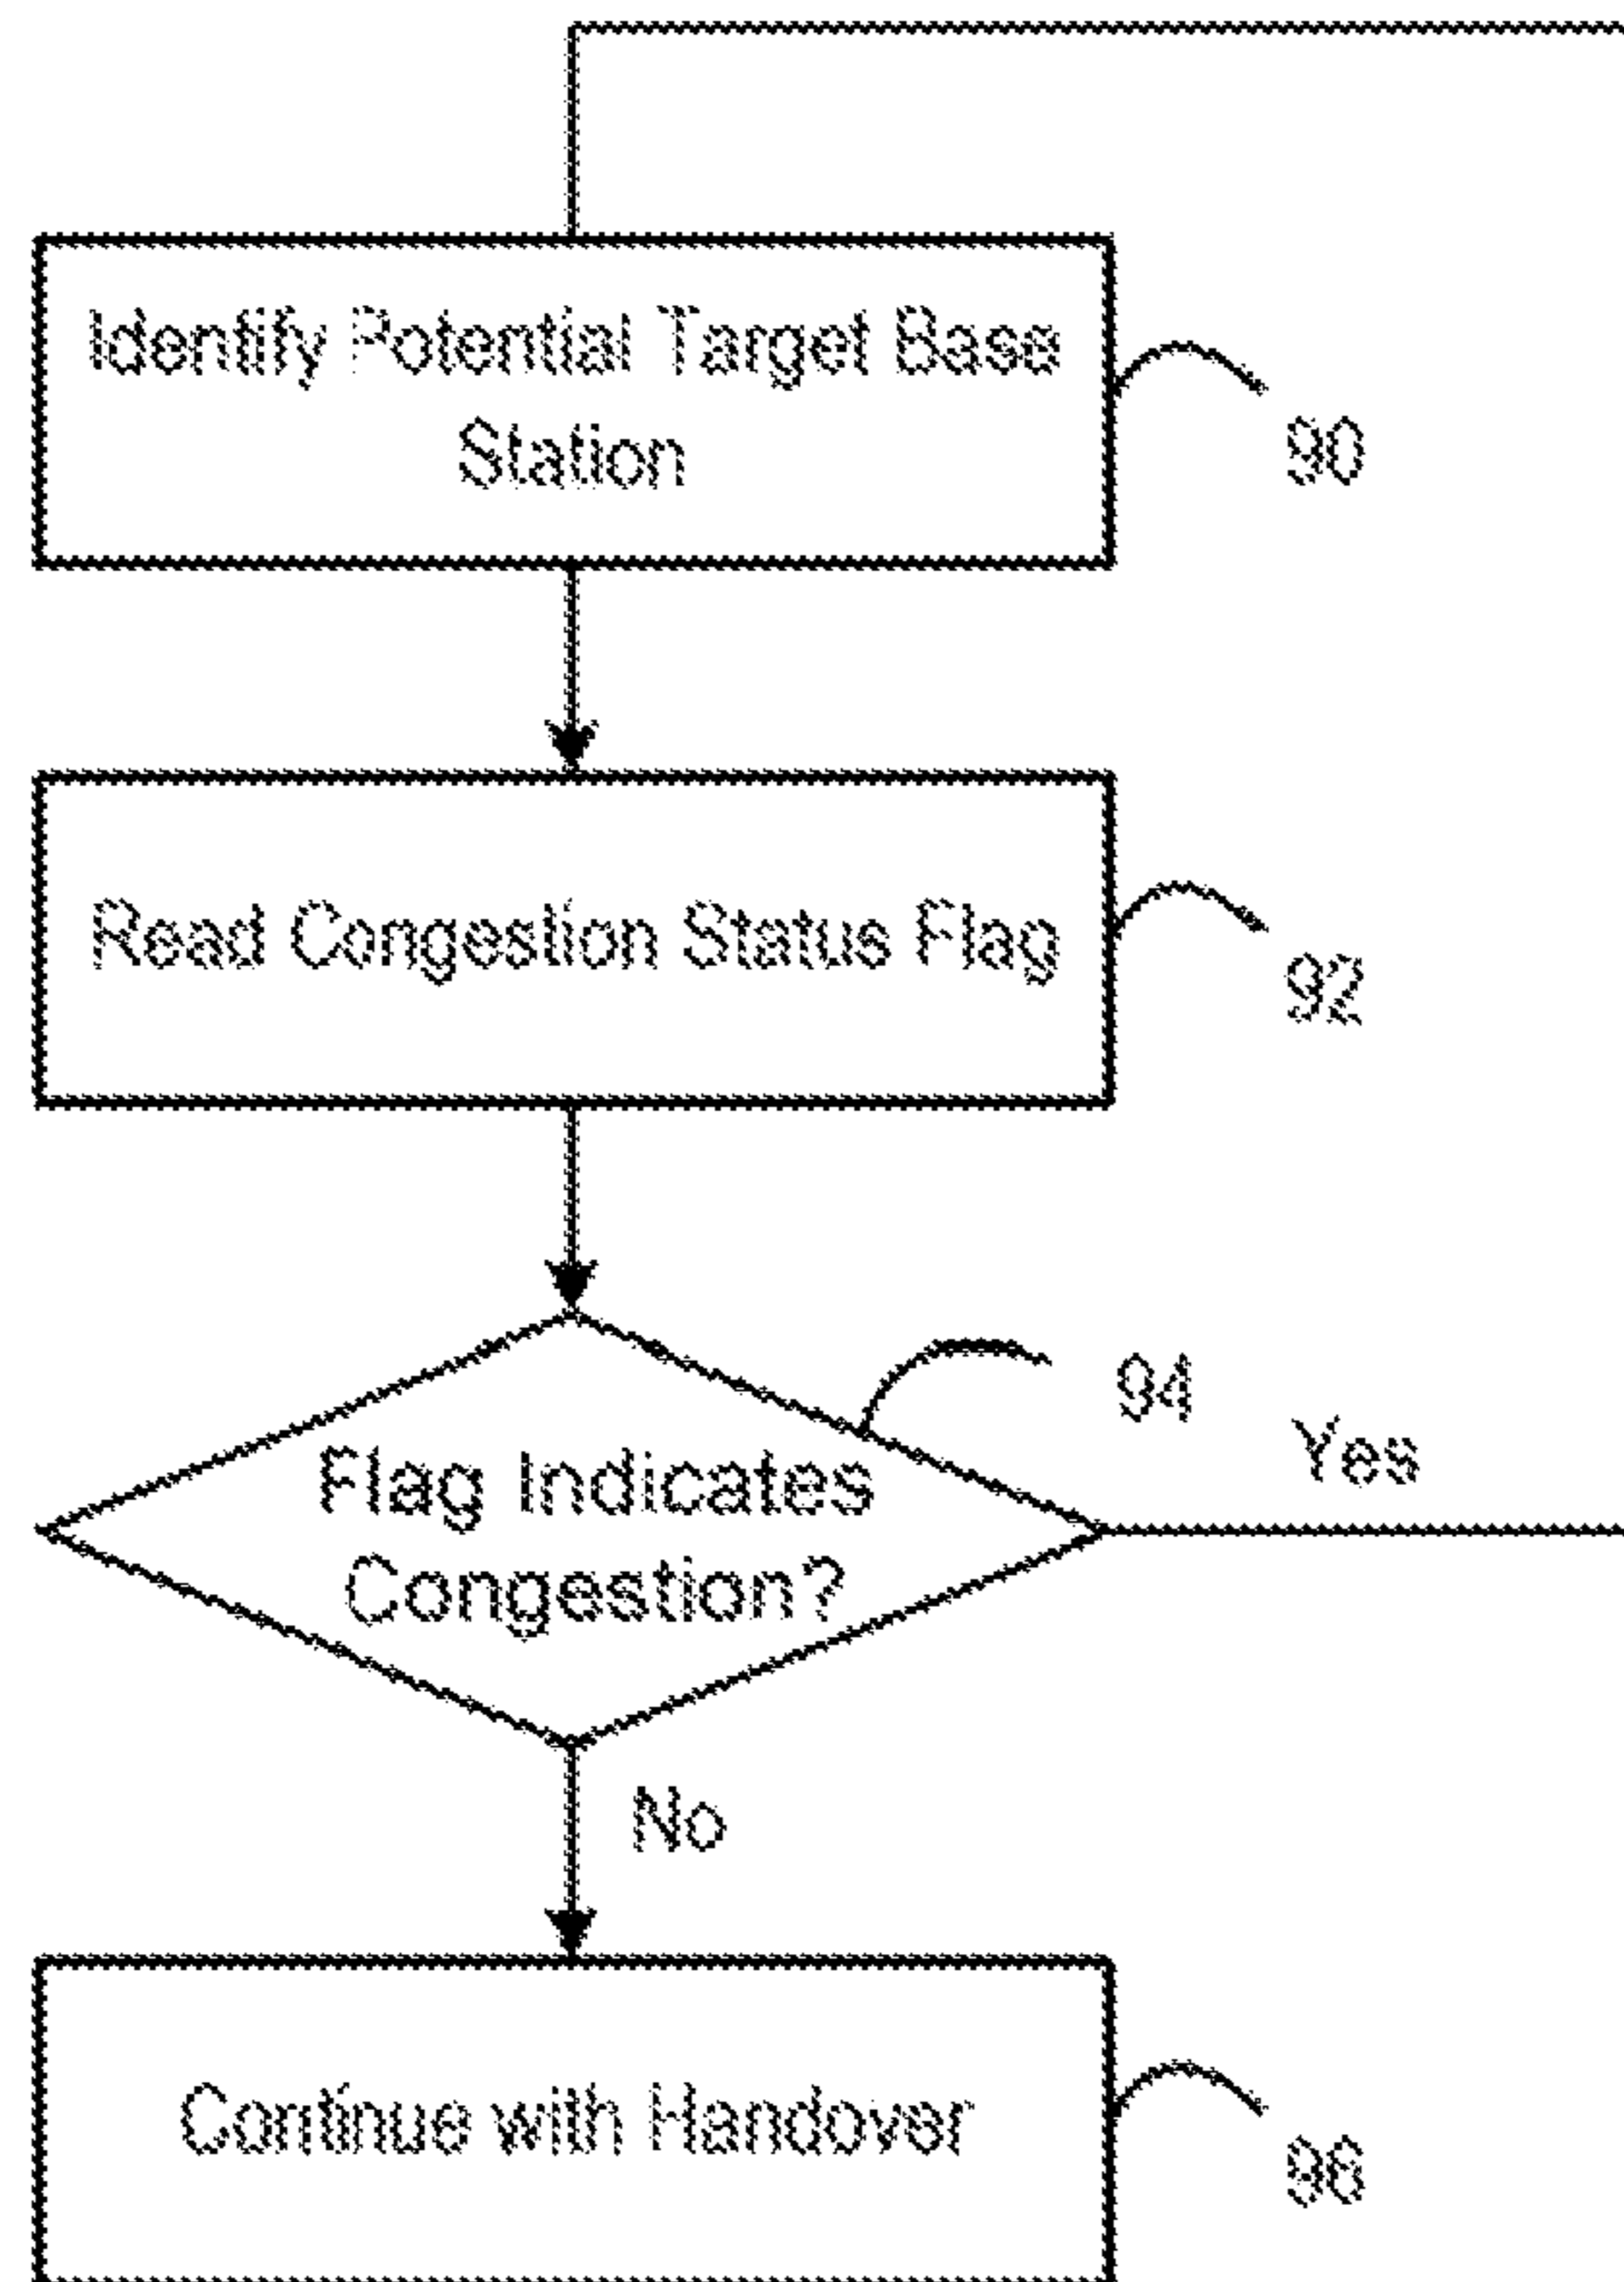 Identify Potential Target Base
Station
90
Read Congestion Status Flag
92
94
Yes
Flag Indicates
Congestion?
No
Continue with Handover
96